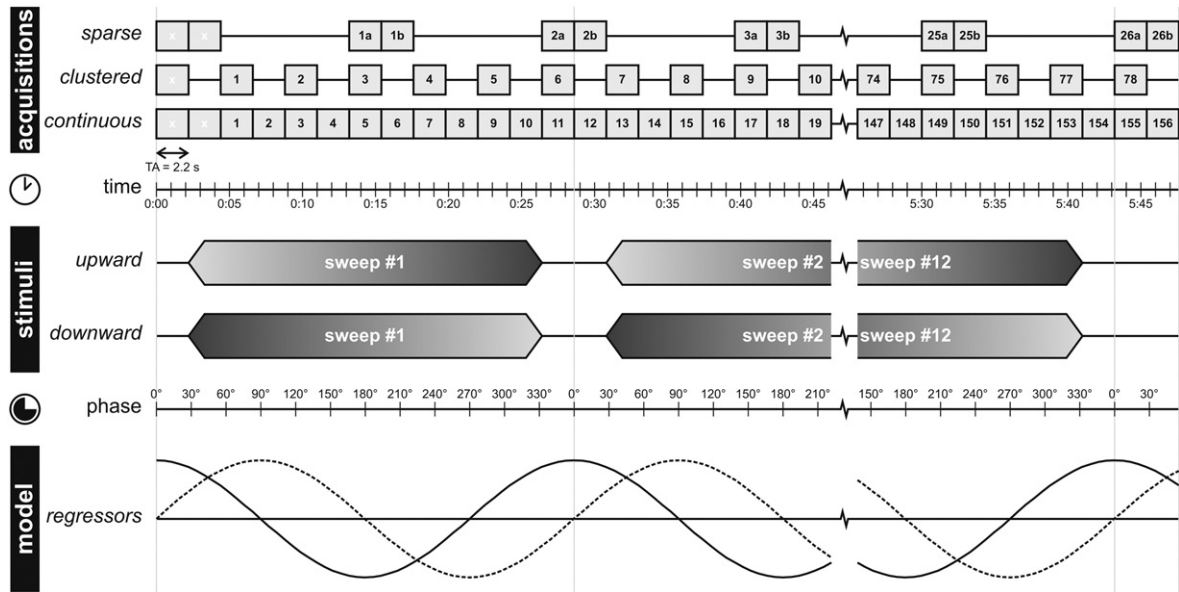 acquisitions
sparse x x 1a 1b 2a 2b 3a 3b 25a 25b 26a 26b
clustered x 1 2 3 4 5 6 7 8 9 10 74 75 76 77 78
continuous x x 1 2 3 4 5 6 7 8 9 10 11 12 13 14 15 16 17 18 19 147 148 149 150 151 152 153 154 155 156
TA = 2.2 s
time
0:00 0:05 0:10 0:15 0:20 0:25 0:30 0:35 0:40 0:45 5:30 5:35 5:40 5:45
stimuli
upward sweep #1 sweep #2 sweep #12
downward sweep #1 sweep #2 sweep #12
phase
0° 30° 60° 90° 120° 150° 180° 210° 240° 270° 300° 330° 0° 30° 60° 90° 120° 150° 180° 210° 150° 180° 210° 240° 270° 300° 330° 0° 30°
model
regressors